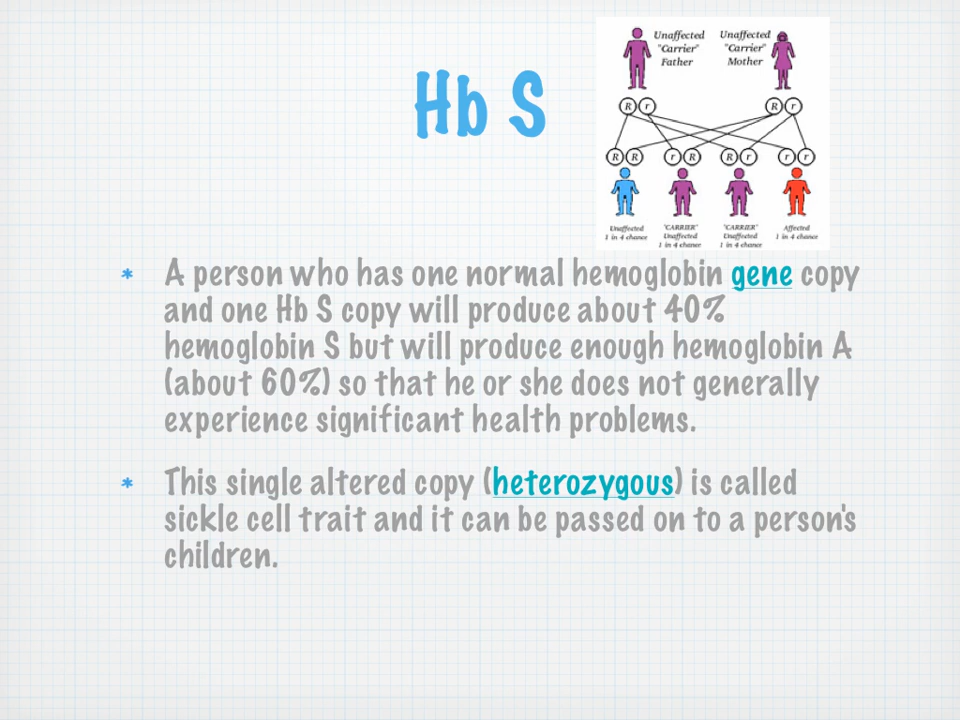 Hb S
Unaffected Unaffected
"Carrier" "Carrier"
Father Mother
R r R r
R R r R R r r r
Unaffected "CARRIER" "CARRIER" Affected
1 in 4 chance Unaffected Unaffected 1 in 4 chance
1 in 4 chance 1 in 4 chance
* A person who has one normal hemoglobin gene copy
and one Hb S copy will produce about 40%
hemoglobin S but will produce enough hemoglobin A
(about 60%) so that he or she does not generally
experience significant health problems.
* This single altered copy (heterozygous) is called
sickle cell trait and it can be passed on to a person's
children.